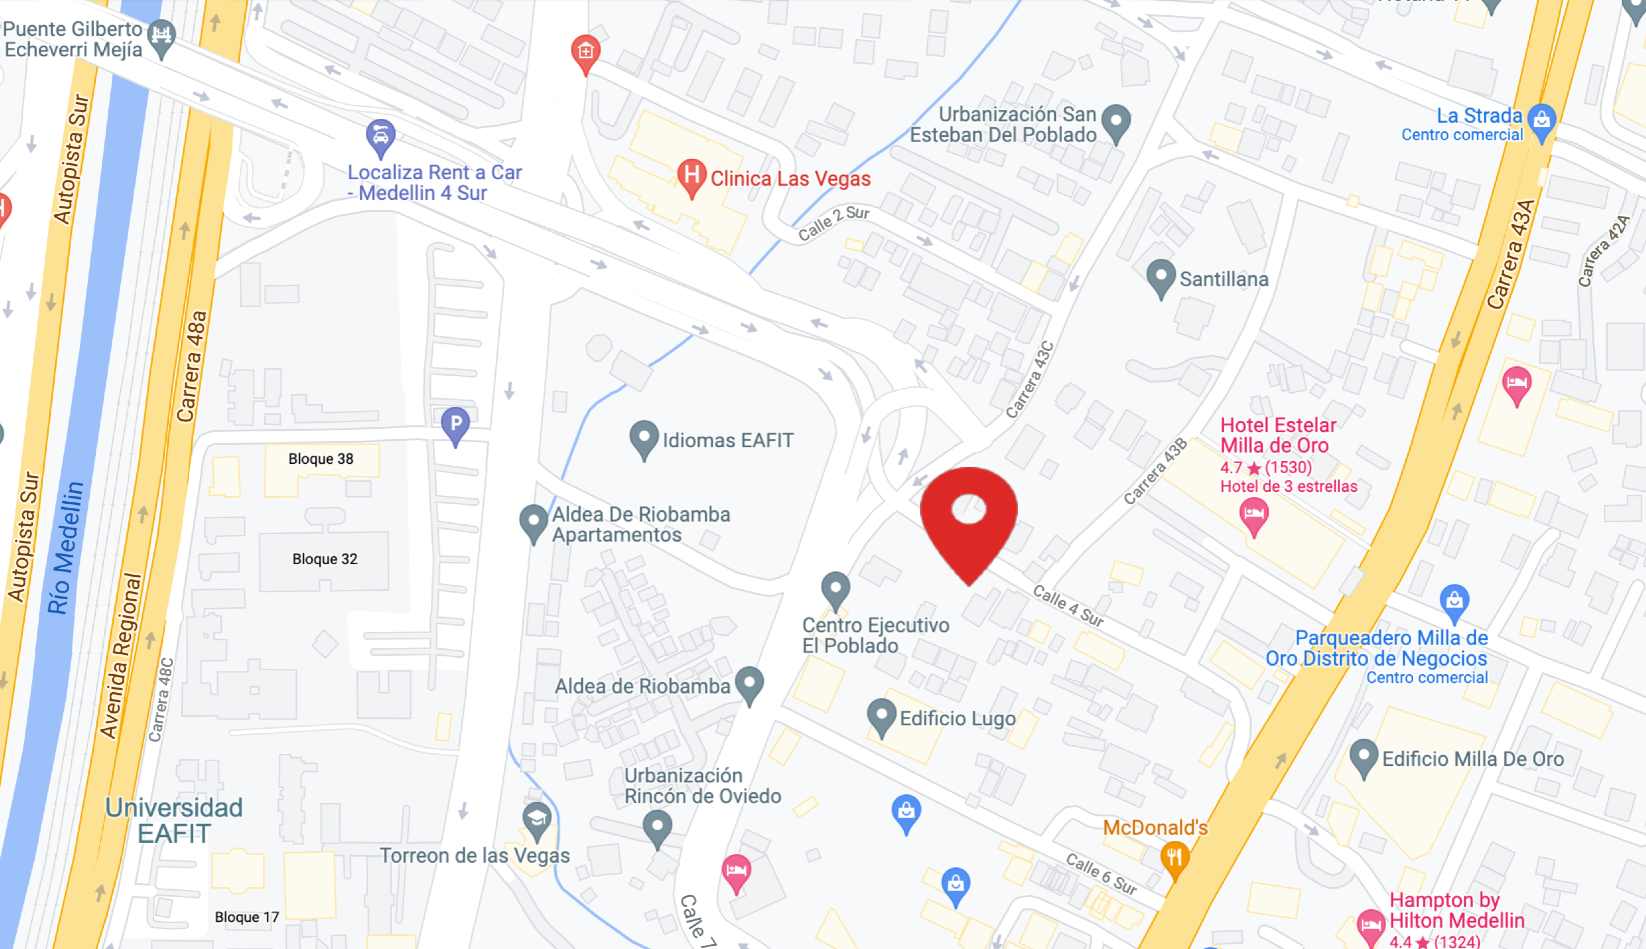 Puente Gilberto
Echeverri Mejía
Autopista Sur
Localiza Rent a Car
- Medellin 4 Sur
Clinica Las Vegas
Calle 2 Sur
Urbanización San
Esteban Del Poblado
La Strada
Centro comercial
Carrera 43A
Carrera 42A
Santillana
Carrera 48a
Carrera 43C
Hotel Estelar
Milla de Oro
4.7 ★ (1530)
Hotel de 3 estrellas
Carrera 43B
P
Idiomas EAFIT
Bloque 38
Autopista Sur
Río Medellin
Aldea De Riobamba
Apartamentos
Bloque 32
Avenida Regional
Carrera 48C
Calle 4 Sur
Centro Ejecutivo
El Poblado
Parqueadero Milla de
Oro Distrito de Negocios
Centro comercial
Aldea de Riobamba
Edificio Lugo
Edificio Milla De Oro
Urbanización
Rincón de Oviedo
Universidad
EAFIT
McDonald's
Torreon de las Vegas
Calle 6 Sur
Bloque 17
Calle 7
Hampton by
Hilton Medellin
4.4 ★ (1324)